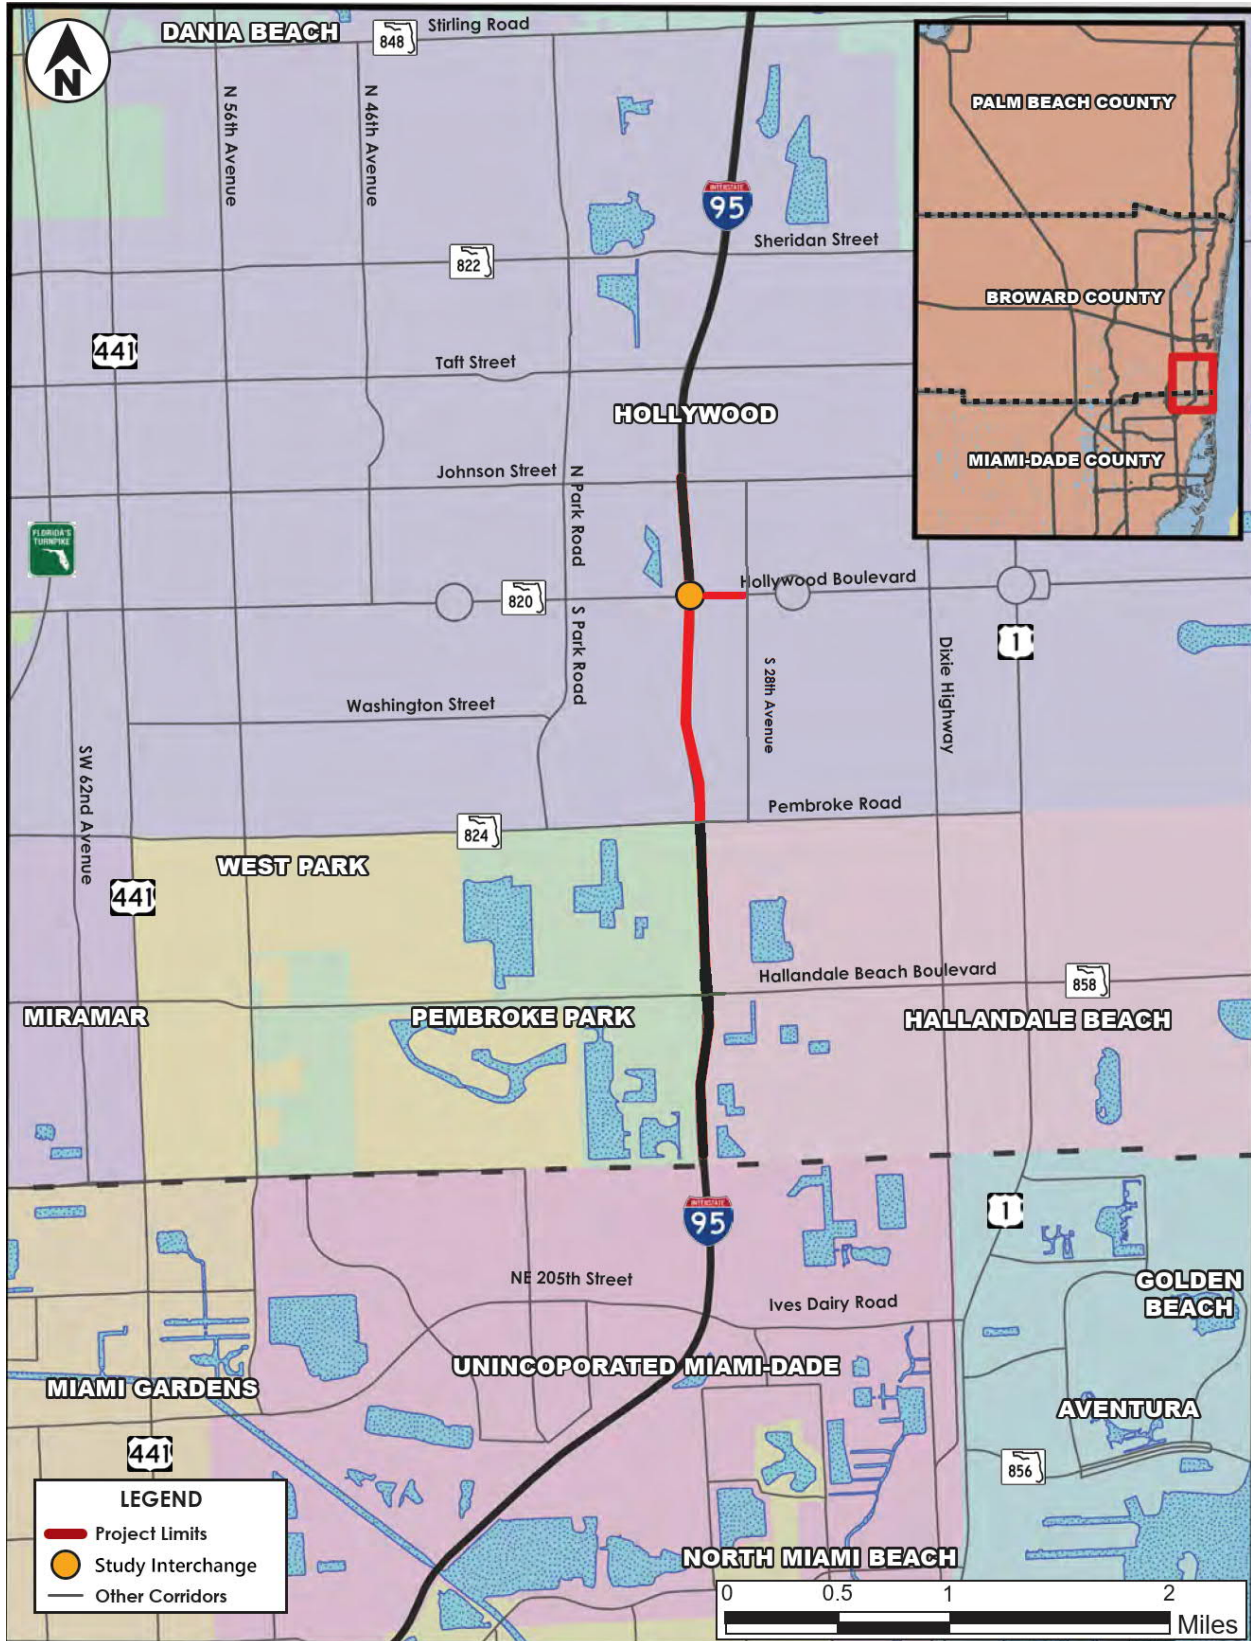 DANIA BEACH
848
Stirling Road
N
N 56th Avenue
N 46th Avenue
PALM BEACH COUNTY
INTERSTATE
95
Sheridan Street
822
BROWARD COUNTY
441
Taft Street
HOLLYWOOD
MIAMI-DADE COUNTY
Johnson Street
N Park Road
FLORIDA'S
TURNPIKE
Hollywood Boulevard
820
S Park Road
1
Dixie Highway
S 28th Avenue
Washington Street
SW 62nd Avenue
Pembroke Road
824
WEST PARK
441
Hallandale Beach Boulevard
858
MIRAMAR
PEMBROKE PARK
HALLANDALE BEACH
INTERSTATE
95
1
NE 205th Street
GOLDEN
BEACH
Ives Dairy Road
UNINCOPORATED MIAMI-DADE
MIAMI GARDENS
AVENTURA
441
856
LEGEND
Project Limits
Study Interchange
Other Corridors
NORTH MIAMI BEACH
0 0.5 1 2
Miles